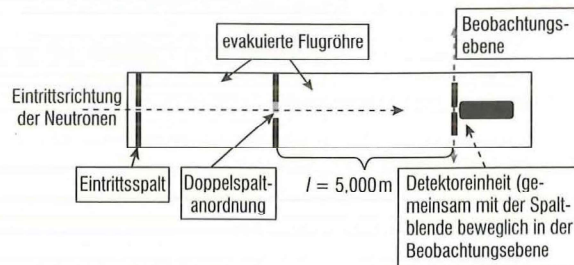 Beobachtungs-
ebene
evakuierte Flugröhre
Eintrittsrichtung
der Neutronen
Eintrittsspalt
Doppelspalt-
anordnung
l = 5,000 m
Detektoreinheit (ge-
meinsam mit der Spalt-
blende beweglich in der
Beobachtungsebene